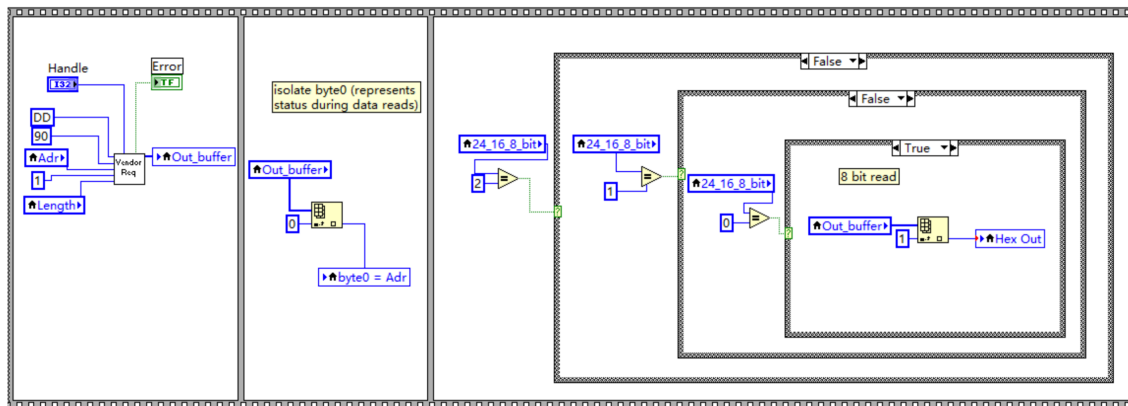 Handle
I32
Error
TF
DD
90
Adr
1
Length
Vendor
Req
Out_buffer
isolate byte0 (represents
status during data reads)
Out_buffer
0
byte0 = Adr
24_16_8_bit
2
=
False
24_16_8_bit
1
=
?
False
24_16_8_bit
0
=
?
?
True
8 bit read
Out_buffer
1
Hex Out